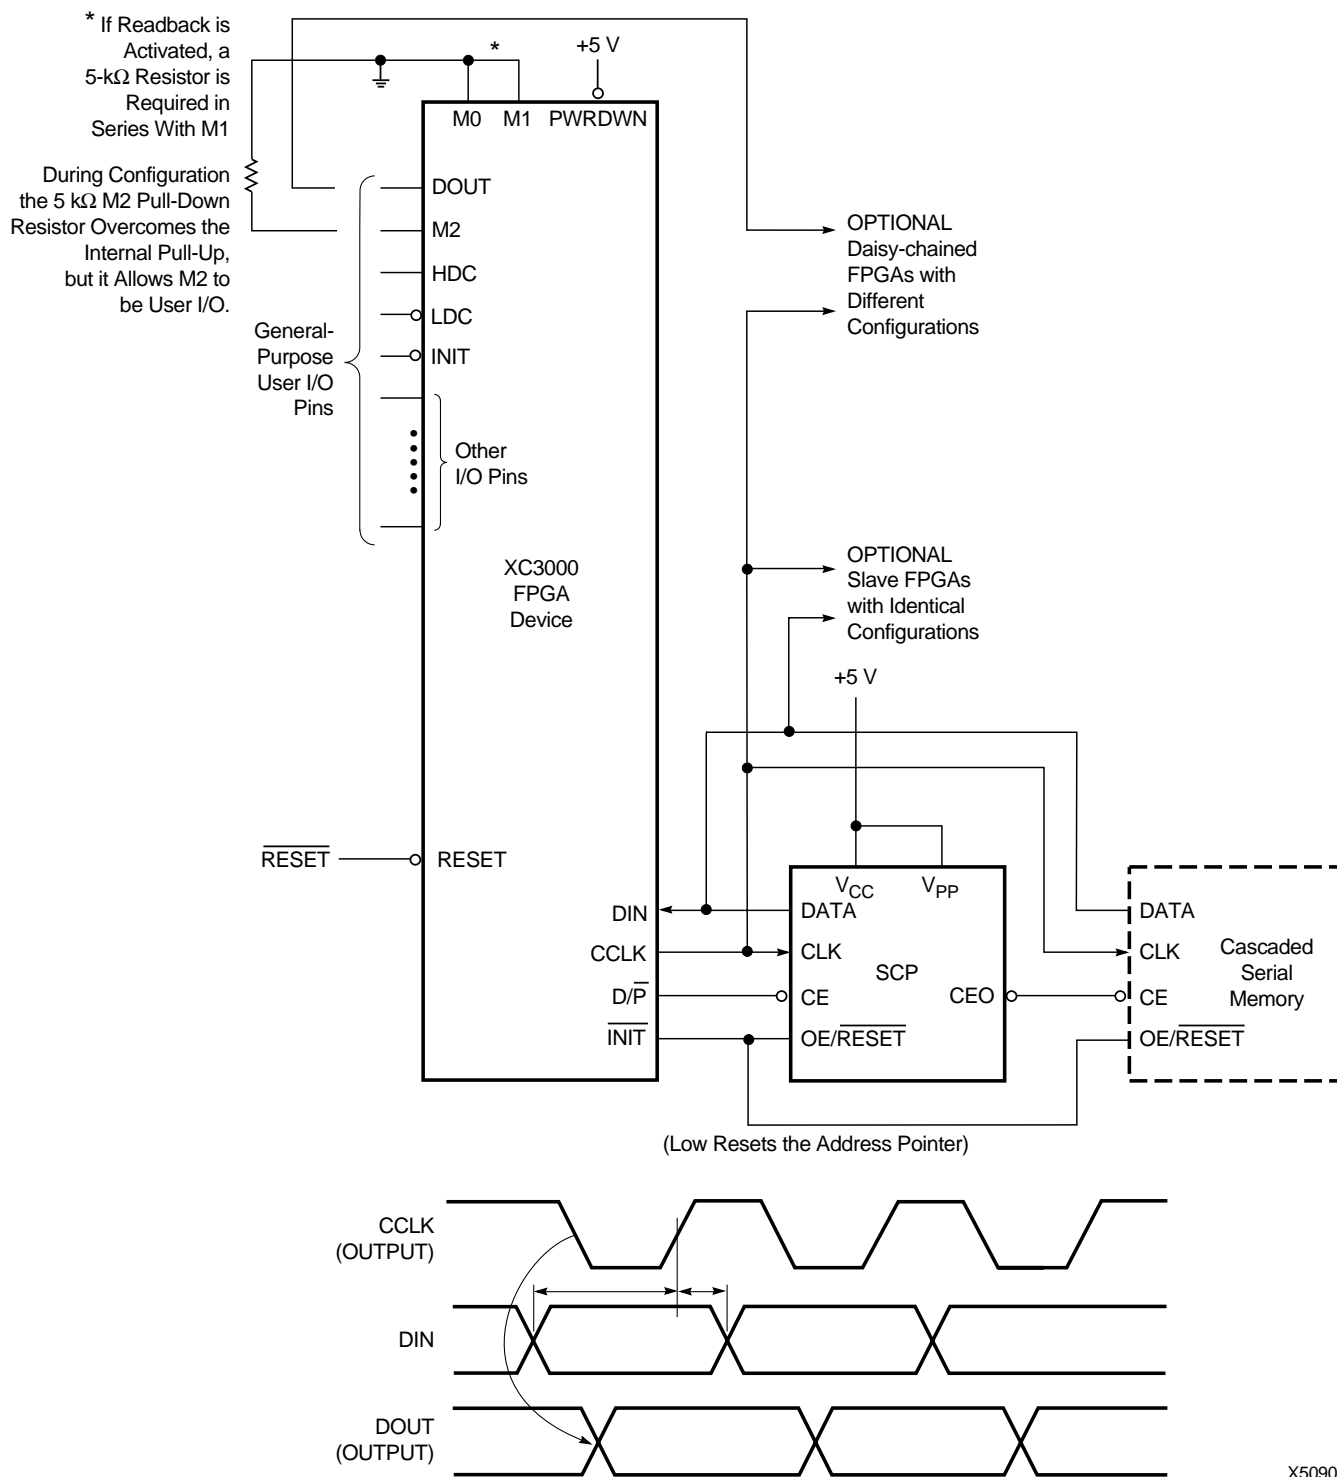 * If Readback is
Activated, a
5-kΩ Resistor is
Required in
Series With M1
During Configuration
the 5 kΩ M2 Pull-Down
Resistor Overcomes the
Internal Pull-Up,
but it Allows M2 to
be User I/O.
*
+5 V
M0 M1 PWRDWN
DOUT
M2
HDC
LDC
INIT
General-
Purpose
User I/O
Pins
Other
I/O Pins
XC3000
FPGA
Device
OPTIONAL
Daisy-chained
FPGAs with
Different
Configurations
OPTIONAL
Slave FPGAs
with Identical
Configurations
+5 V
RESET
RESET
DIN
CCLK
D/P
INIT
VCC VPP
DATA
CLK
CE
OE/RESET
SCP
CEO
DATA
CLK
CE
OE/RESET
Cascaded
Serial
Memory
(Low Resets the Address Pointer)
CCLK
(OUTPUT)
DIN
DOUT
(OUTPUT)
X5090